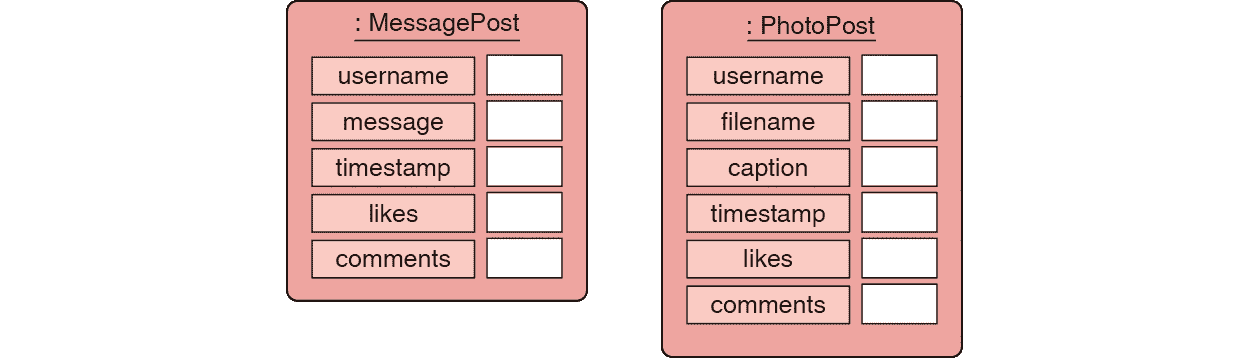 : MessagePost
username
message
timestamp
likes
comments
: PhotoPost
username
filename
caption
timestamp
likes
comments